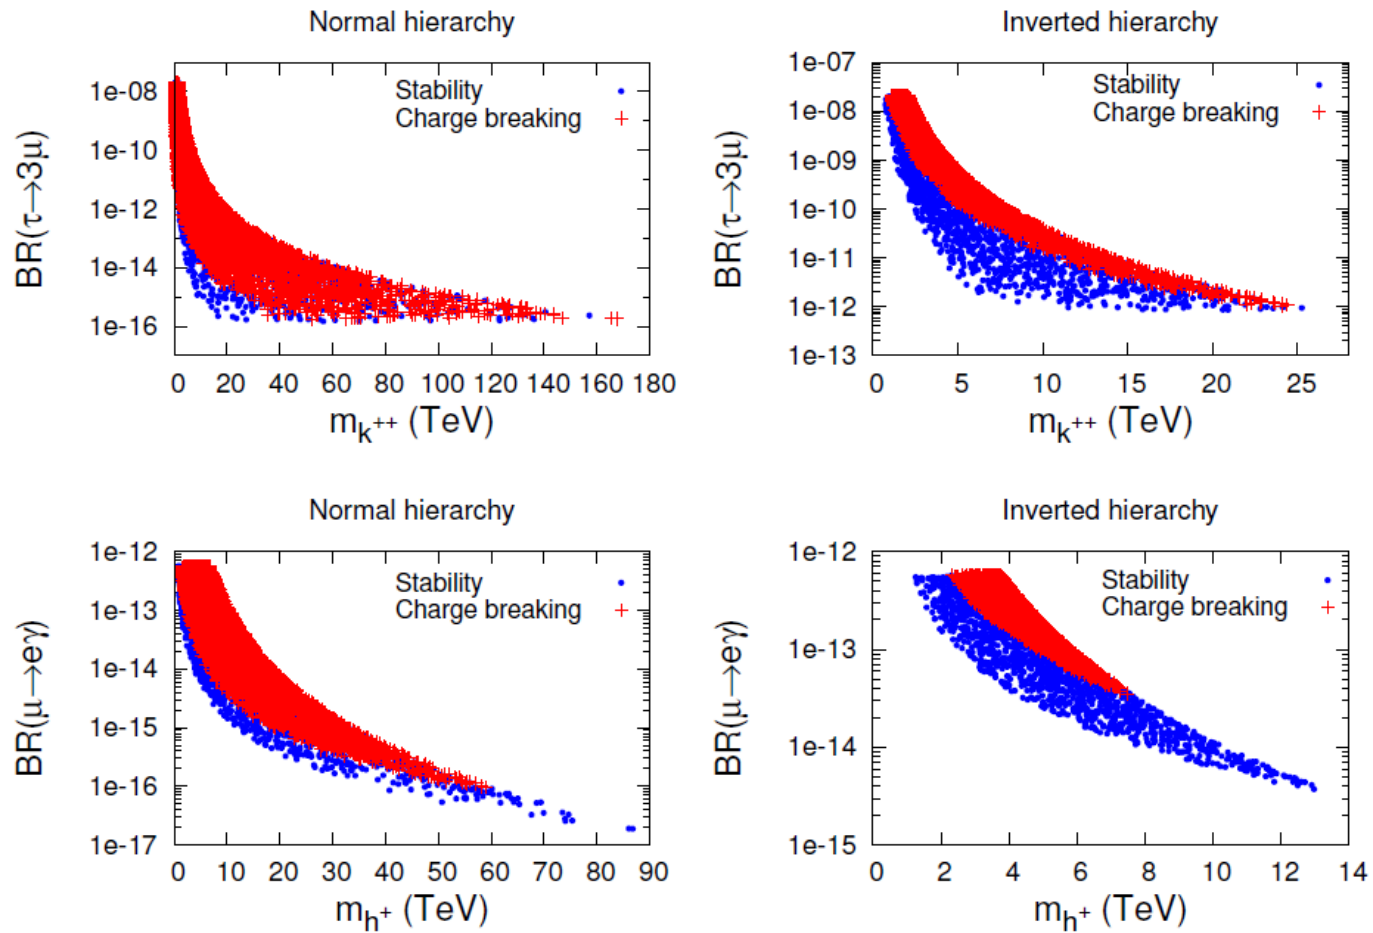 Normal hierarchy
BR(τ→3μ)
1e-08
1e-10
1e-12
1e-14
1e-16
Stability
Charge breaking
0 20 40 60 80 100 120 140 160 180
m_k++ (TeV)
Inverted hierarchy
BR(τ→3μ)
1e-07
1e-08
1e-09
1e-10
1e-11
1e-12
1e-13
Stability
Charge breaking
0 5 10 15 20 25
m_k++ (TeV)
Normal hierarchy
BR(μ→eγ)
1e-12
1e-13
1e-14
1e-15
1e-16
1e-17
Stability
Charge breaking
0 10 20 30 40 50 60 70 80 90
m_h+ (TeV)
Inverted hierarchy
BR(μ→eγ)
1e-12
1e-13
1e-14
1e-15
Stability
Charge breaking
0 2 4 6 8 10 12 14
m_h+ (TeV)